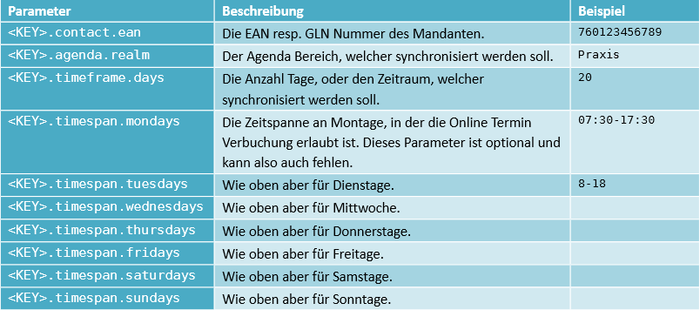 Parameter Beschreibung Beispiel
<KEY>.contact.ean Die EAN resp. GLN Nummer des Mandanten. 760123456789
<KEY>.agenda.realm Der Agenda Bereich, welcher synchronisiert werden soll. Praxis
<KEY>.timeframe.days Die Anzahl Tage, oder den Zeitraum, welcher 20
synchronisiert werden soll.
<KEY>.timespan.mondays Die Zeitspanne an Montage, in der die Online Termin 07:30-17:30
Verbuchung erlaubt ist. Dieses Parameter ist optional und
kann also auch fehlen.
<KEY>.timespan.tuesdays Wie oben aber für Dienstage. 8-18
<KEY>.timespan.wednesdays Wie oben aber für Mittwoche.
<KEY>.timespan.thursdays Wie oben aber für Donnerstage.
<KEY>.timespan.fridays Wie oben aber für Freitage.
<KEY>.timespan.saturdays Wie oben aber für Samstage.
<KEY>.timespan.sundays Wie oben aber für Sonntage.